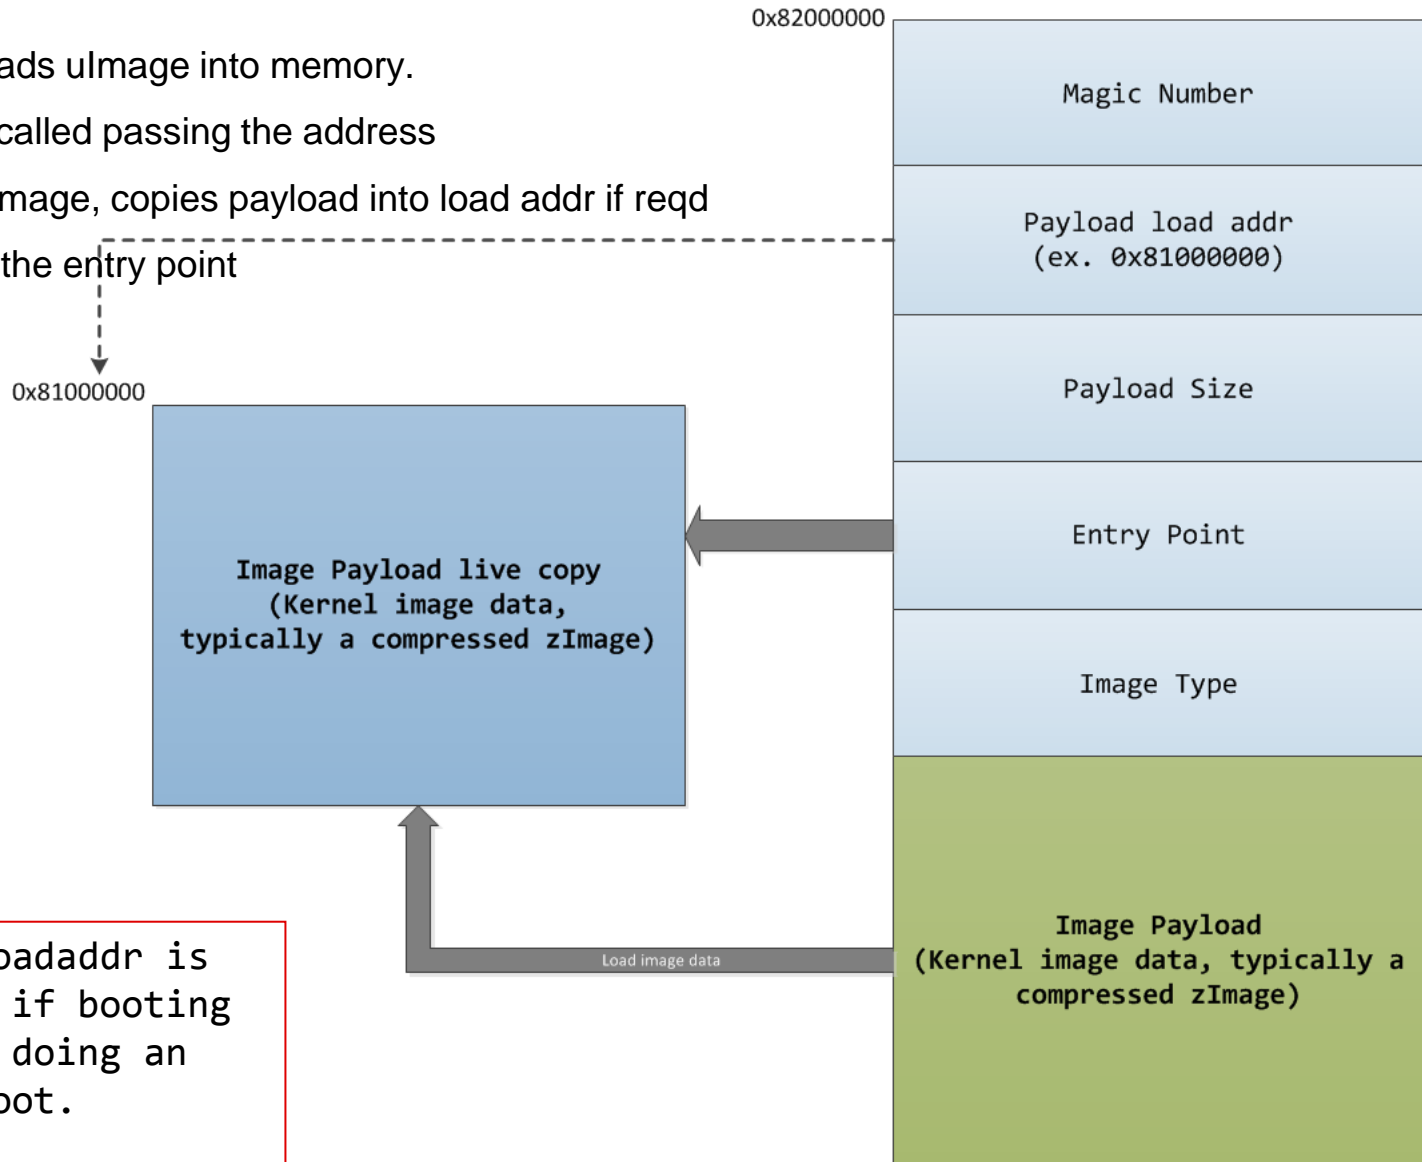 0x82000000
ads uImage into memory.
called passing the address
mage, copies payload into load addr if reqd
the entry point
0x81000000
Magic Number
Payload load addr
(ex. 0x81000000)
Payload Size
Entry Point
Image Type
Image Payload live copy
(Kernel image data,
typically a compressed zImage)
Load image data
Image Payload
(Kernel image data, typically a
compressed zImage)
oadaddr is
if booting
doing an
oot.